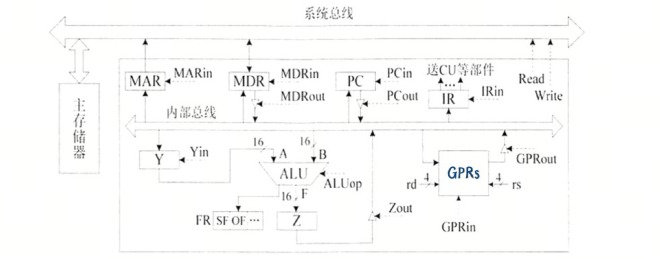 系统总线
MAR
MARin
MDR
MDRin
MDRout
PC
PCin
PCout
送CU等部件
...
IR
IRin
Read
Write
主存储器
内部总线
Y
Yin
16
A
16
B
ALU
ALUop
16
F
FR
SF OF ...
Z
Zout
GPRs
GPRout
rd
4
4
rs
GPRin